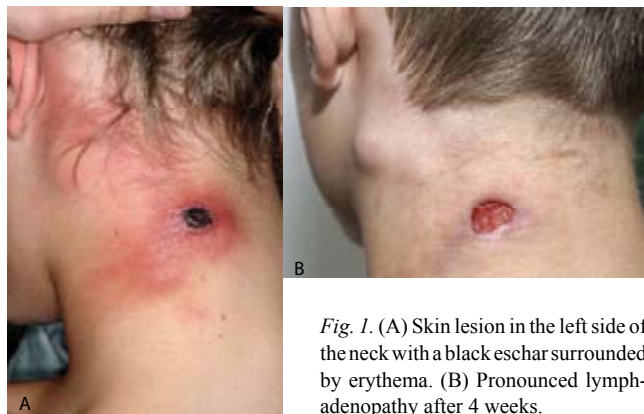 A
B
Fig. 1. (A) Skin lesion in the left side of
the neck with a black eschar surrounded
by erythema. (B) Pronounced lymph-
adenopathy after 4 weeks.